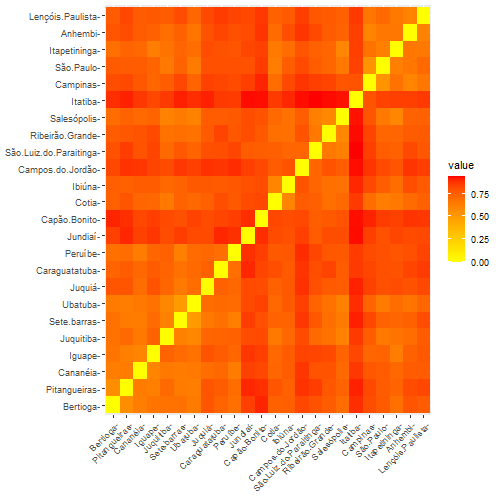 Lençóis.Paulista-
Anhembi-
Itapetininga-
São.Paulo-
Campinas-
Itatiba-
Salesópolis-
Ribeirão.Grande-
São.Luiz.do.Paraitinga-
Campos.do.Jordão-
Ibiúna-
Cotia-
Capão.Bonito-
Jundiaí-
Peruíbe-
Caraguatatuba-
Juquiá-
Ubatuba-
Sete.barras-
Juquitiba-
Iguape-
Cananéia-
Pitangueiras-
Bertioga-
value
0.75
0.50
0.25
0.00
Bertioga-
Pitangueiras-
Cananéia-
Iguape-
Juquitiba-
Sete.barras-
Ubatuba-
Juquiá-
Caraguatatuba-
Peruíbe-
Jundiaí-
Capão.Bonito-
Cotia-
Ibiúna-
Campos.do.Jordão-
São.Luiz.do.Paraitinga-
Ribeirão.Grande-
Salesópolis-
Itatiba-
Campinas-
São.Paulo-
Itapetininga-
Anhembi-
Lençóis.Paulista-